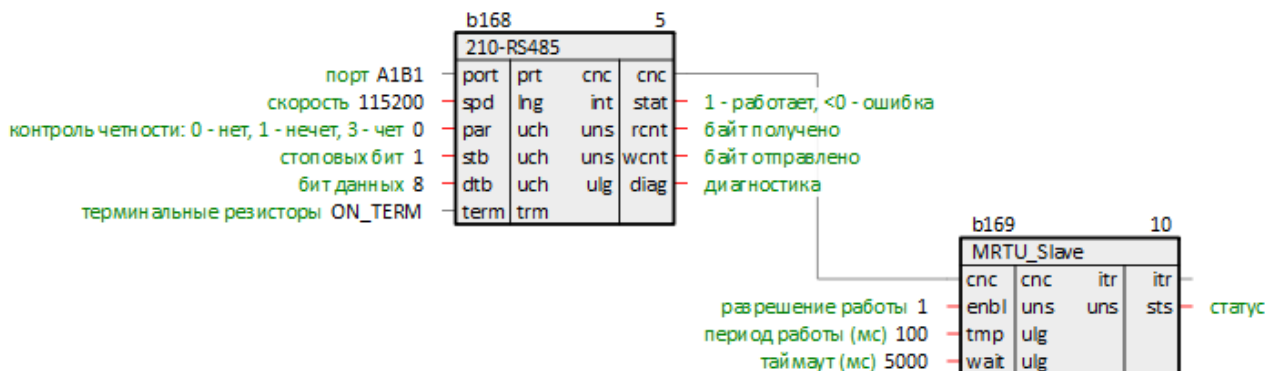 b168 5
210-RS485
порт A1B1 port prt cnc cnc
скорость 115200 spd lng int stat 1 - работает, <0 - ошибка
контроль четности: 0 - нет, 1 - нечет, 3 - чет 0 par uch uns rcnt байт получено
стоповых бит 1 stb uch uns wcnt байт отправлено
бит данных 8 dtb uch ulg diag диагностика
терминальные резисторы ON_TERM term trm
b169 10
MRTU_Slave
cnc cnc itr itr
разрешение работы 1 enbl uns uns sts статус
период работы (мс) 100 tmp ulg
таймаут (мс) 5000 wait ulg